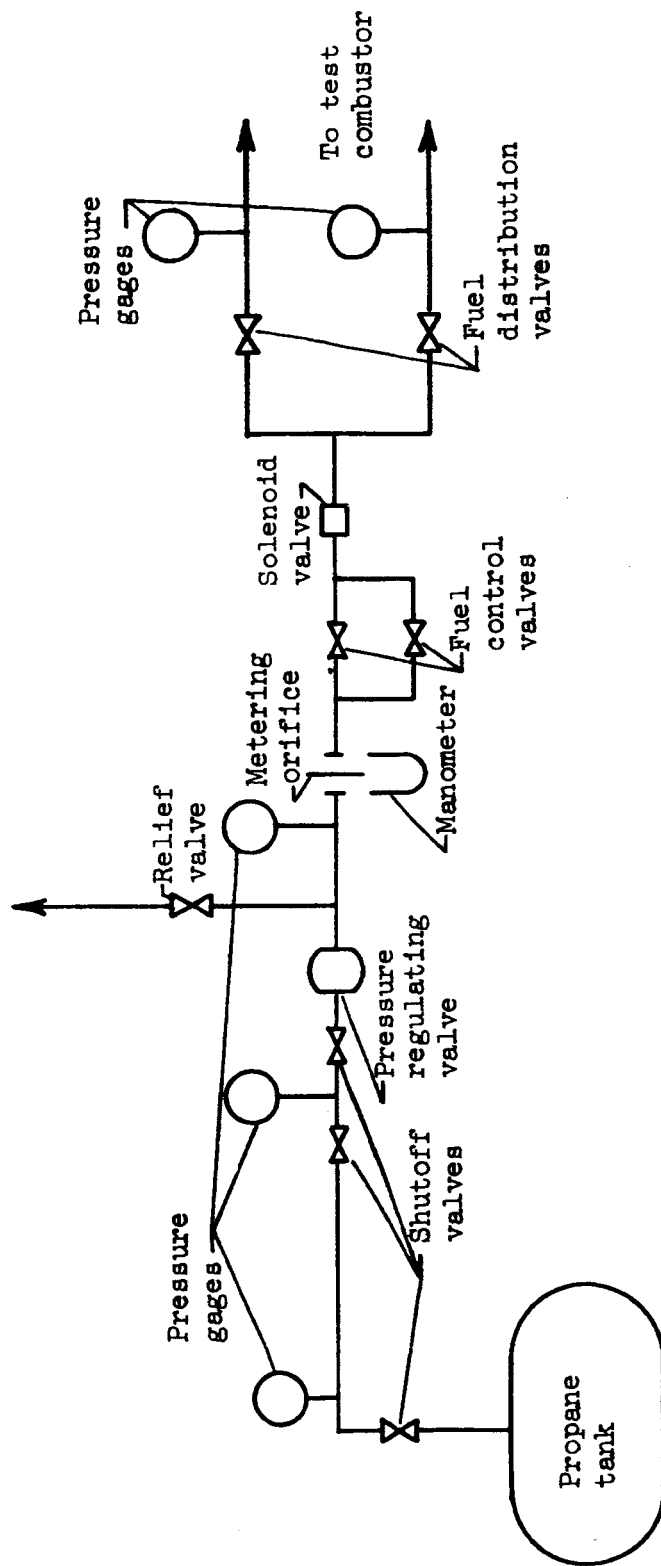 Propane
tank
Pressure
gages
Shutoff
valves
Pressure
regulating
valve
Relief
valve
Metering
orifice
Manometer
Fuel
control
valves
Solenoid
valve
Pressure
gages
Fuel
distribution
valves
To test
combustor